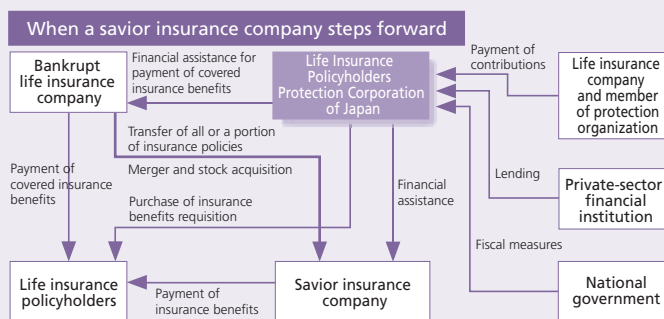 When a savior insurance company steps forward
Bankrupt
life insurance
company
Financial assistance for
payment of covered
insurance benefits
Life Insurance
Policyholders
Protection Corporation
of Japan
Payment of
contributions
Life insurance
company
and member
of protection
organization
Transfer of all or a portion
of insurance policies
Merger and stock acquisition
Payment of
covered insurance
benefits
Purchase of insurance
benefits requisition
Financial
assistance
Lending
Private-sector
financial
institution
Fiscal measures
Life insurance
policyholders
Payment of
insurance benefits
Savior insurance
company
National
government